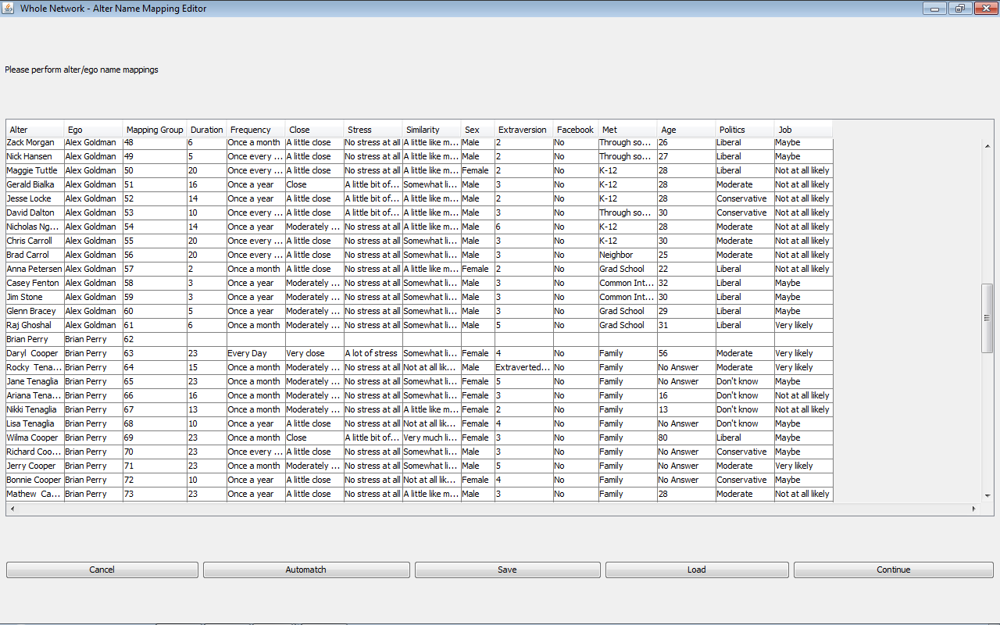 Whole Network - Alter Name Mapping Editor
Please perform alter/ego name mappings
Alter Ego Mapping Group Duration Frequency Close Stress Similarity Sex Extraversion Facebook Met Age Politics Job
Zack Morgan Alex Goldman 48 6 Once a month A little close No stress at all A little like m... Male 2 No Through so... 26 Liberal Maybe
Nick Hansen Alex Goldman 49 5 Once every ... A little close No stress at all A little like m... Male 2 No Through so... 27 Liberal Maybe
Maggie Tuttle Alex Goldman 50 20 Once every ... A little close No stress at all A little like m... Female 2 No K-12 28 Liberal Not at all likely
Gerald Bialka Alex Goldman 51 16 Once a year Close A little bit of... Somewhat li... Male 3 No K-12 28 Moderate Not at all likely
Jesse Locke Alex Goldman 52 14 Once a year A little close A little bit of... A little like m... Male 2 No K-12 28 Conservative Not at all likely
David Dalton Alex Goldman 53 10 Once every ... A little close A little bit of... A little like m... Male 3 No Through so... 30 Conservative Not at all likely
Nicholas Ng... Alex Goldman 54 14 Once a year Moderately ... No stress at all A little like m... Male 6 No K-12 28 Moderate Not at all likely
Chris Carroll Alex Goldman 55 20 Once every ... A little close No stress at all Somewhat li... Male 3 No K-12 30 Moderate Not at all likely
Brad Carrol Alex Goldman 56 20 Once every ... A little close No stress at all Somewhat li... Male 3 No Neighbor 25 Moderate Not at all likely
Anna Petersen Alex Goldman 57 2 Once a month A little close No stress at all A little like m... Female 2 No Grad School 22 Liberal Not at all likely
Casey Fenton Alex Goldman 58 3 Once a year Moderately ... No stress at all Somewhat li... Male 3 No Common Int... 32 Liberal Maybe
Jim Stone Alex Goldman 59 3 Once a year Moderately ... No stress at all Somewhat li... Male 3 No Common Int... 30 Liberal Maybe
Glenn Bracey Alex Goldman 60 5 Once a year Moderately ... No stress at all Somewhat li... Male 3 No Grad School 29 Liberal Maybe
Raj Ghoshal Alex Goldman 61 6 Once a month A little close No stress at all Somewhat li... Male 5 No Grad School 31 Liberal Very likely
Brian Perry Brian Perry 62
Daryl Cooper Brian Perry 63 23 Every Day Very close A lot of stress Somewhat li... Female 4 No Family 56 Moderate Very likely
Rocky Tena... Brian Perry 64 15 Once a month Moderately ... No stress at all Not at all lik... Male Extraverted... No Family No Answer Moderate Very likely
Jane Tenaglia Brian Perry 65 23 Once a month Moderately ... No stress at all Somewhat li... Female 5 No Family No Answer Don't know Maybe
Ariana Tena... Brian Perry 66 16 Once a month Moderately ... No stress at all Somewhat li... Female 3 No Family 16 Don't know Not at all likely
Nikki Tenaglia Brian Perry 67 13 Once a month Moderately ... No stress at all A little like m... Female 2 No Family 13 Don't know Not at all likely
Lisa Tenaglia Brian Perry 68 10 Once a year A little close No stress at all Not at all lik... Female 4 No Family No Answer Don't know Maybe
Wilma Cooper Brian Perry 69 23 Once a month Close A little bit of... Very much li... Female 3 No Family 80 Liberal Maybe
Richard Coo... Brian Perry 70 23 Once every ... A little close No stress at all Somewhat li... Male 3 No Family No Answer Conservative Maybe
Jerry Cooper Brian Perry 71 23 Once a month Moderately ... No stress at all Somewhat li... Male 5 No Family No Answer Moderate Very likely
Bonnie Cooper Brian Perry 72 10 Once a year A little close No stress at all Not at all lik... Female 4 No Family No Answer Conservative Maybe
Mathew Ca... Brian Perry 73 23 Once a year A little close No stress at all A little like m... Male 3 No Family 28 Moderate Not at all likely
Cancel Automatch Save Load Continue